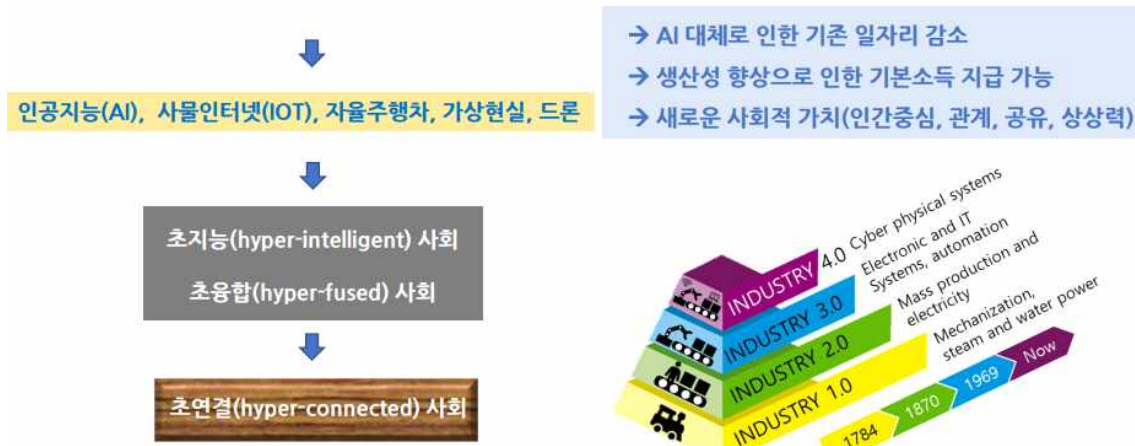 인공지능(AI), 사물인터넷(IOT), 자율주행차, 가상현실, 드론
초지능(hyper-intelligent) 사회
초융합(hyper-fused) 사회
초연결(hyper-connected) 사회
→ AI 대체로 인한 기존 일자리 감소
→ 생산성 향상으로 인한 기본소득 지급 가능
→ 새로운 사회적 가치(인간중심, 관계, 공유, 상상력)
INDUSTRY 4.0
Cyber physical systems
INDUSTRY 3.0
Electronic and IT
Systems, automation
INDUSTRY 2.0
Mass production and
electricity
INDUSTRY 1.0
Mechanization,
steam and water power
1784
1870
1969
Now